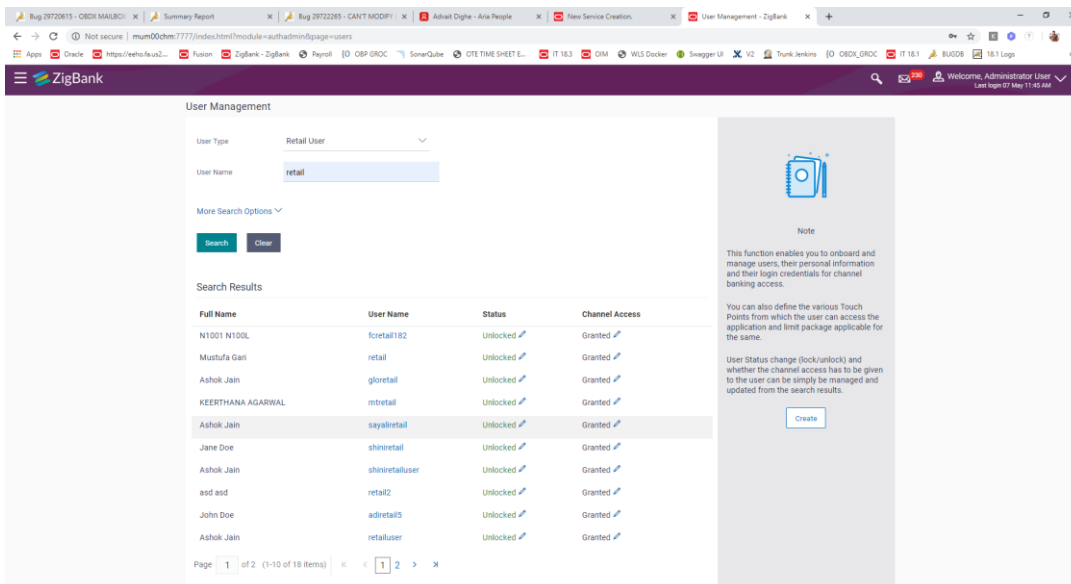 Bug 29720615 - OBDX MAILBO
Summary Report
Bug 29722265 - CAN'T MODIFY
Advait Dighe - Aria People
New Service Creation.
User Management - ZigBank
Not secure | mum00chm:7777/index.html?module=authadmin&page=users
Apps
Oracle
https://eeho.fa.us2...
Fusion
ZigBank - ZigBank
Payroll
OBP GROC
SonarQube
OTE TIME SHEET E...
IT 18.3
OIM
WLS Docker
Swagger UI
V2
Trunk Jenkins
OBDX_GROC
IT 18.1
BUGDB
18.1 Logs
ZigBank
230
Welcome, Administrator User
Last login 07 May 11:45 AM
User Management
User Type Retail User
User Name retail
More Search Options
Search Clear
Search Results
Full Name User Name Status Channel Access
N1001 N100L fcretail182 Unlocked Granted
Mustufa Gari retail Unlocked Granted
Ashok Jain gloretail Unlocked Granted
KEERTHANA AGARWAL mtretail Unlocked Granted
Ashok Jain sayaliretail Unlocked Granted
Jane Doe shiniretail Unlocked Granted
Ashok Jain shiniretailuser Unlocked Granted
asd asd retail2 Unlocked Granted
John Doe adiretail5 Unlocked Granted
Ashok Jain retailuser Unlocked Granted
Page 1 of 2 (1-10 of 18 items) 1 2
Note
This function enables you to onboard and
manage users, their personal information
and their login credentials for channel
banking access.
You can also define the various Touch
Points from which the user can access the
application and limit package applicable for
the same.
User Status change (lock/unlock) and
whether the channel access has to be given
to the user can be simply be managed and
updated from the search results.
Create